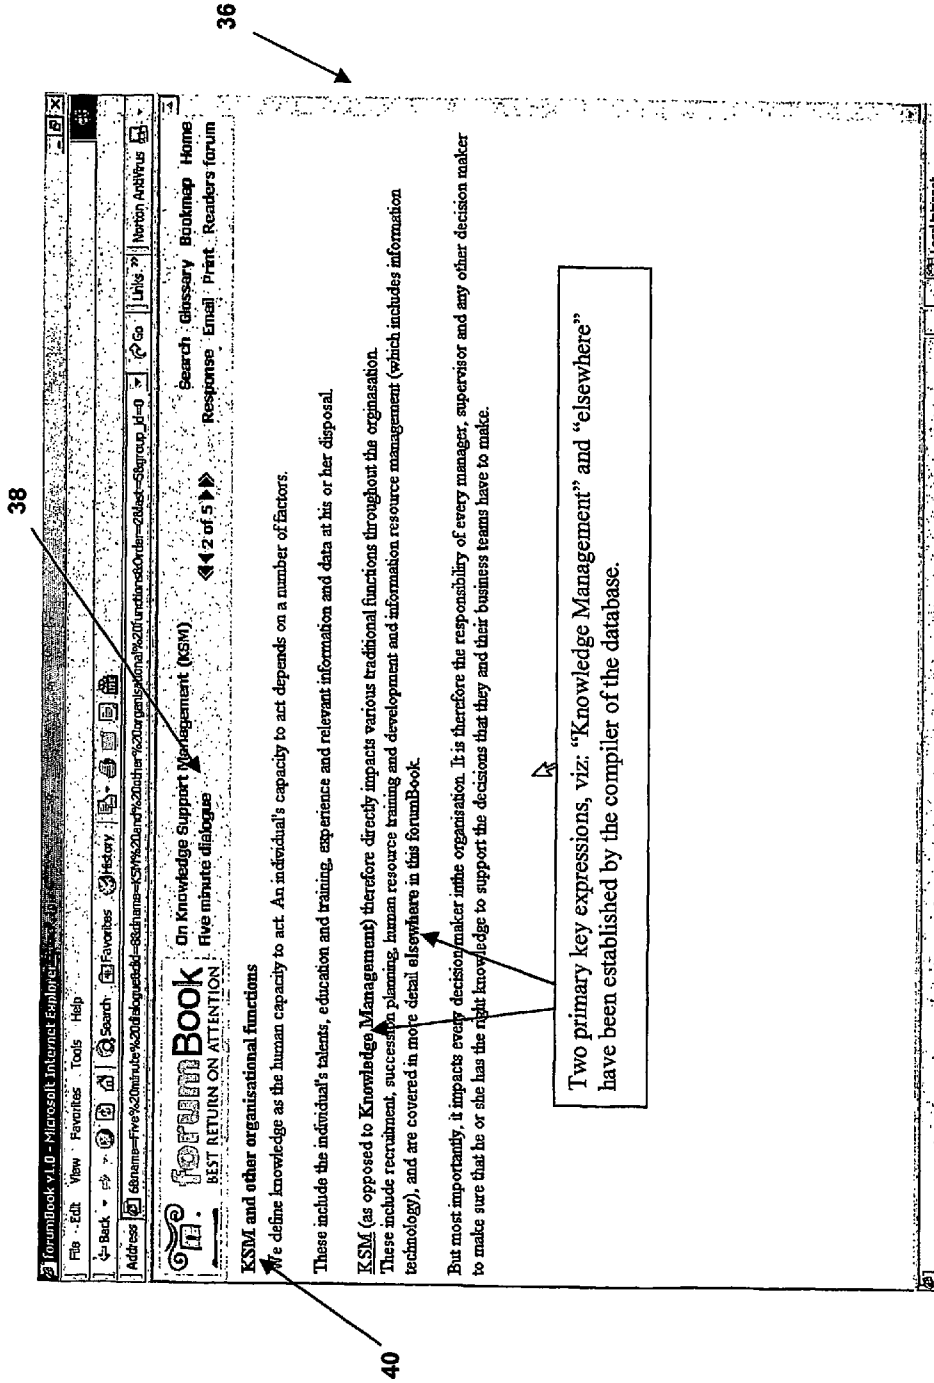 36
38
forumBook v1.0 - Microsoft Internet Explorer
File Edit View Favorites Tools Help
Back Search Favorites History
Address Go Links » Norton AntiVirus
forumBook
BEST RETURN ON ATTENTION
On Knowledge Support Management (KSM)
Five minute dialogue
2 of 5
Search Glossary Bookmap Home
Response Email Print Readers forum
KSM and other organisational functions
We define knowledge as the human capacity to act. An individual's capacity to act depends on a number of factors.
These include the individual's talents, education and training, experience and relevant information and data at his or her disposal.
KSM (as opposed to Knowledge Management) therefore directly impacts various traditional functions throughout the orginasation.
These include recruitment, succession planning, human resource training and development and information resource management (which includes information
technology), and are covered in more detail elsewhere in this forumBook.
But most importantly, it impacts every decision maker inthe organisation. It is therefore the responsibility of every manager, supervisor and any other decision maker
to make sure that he or she has the right knowledge to support the decisions that they and their business teams have to make.
Two primary key expressions, viz: “Knowledge Management” and “elsewhere”
have been established by the compiler of the database.
40